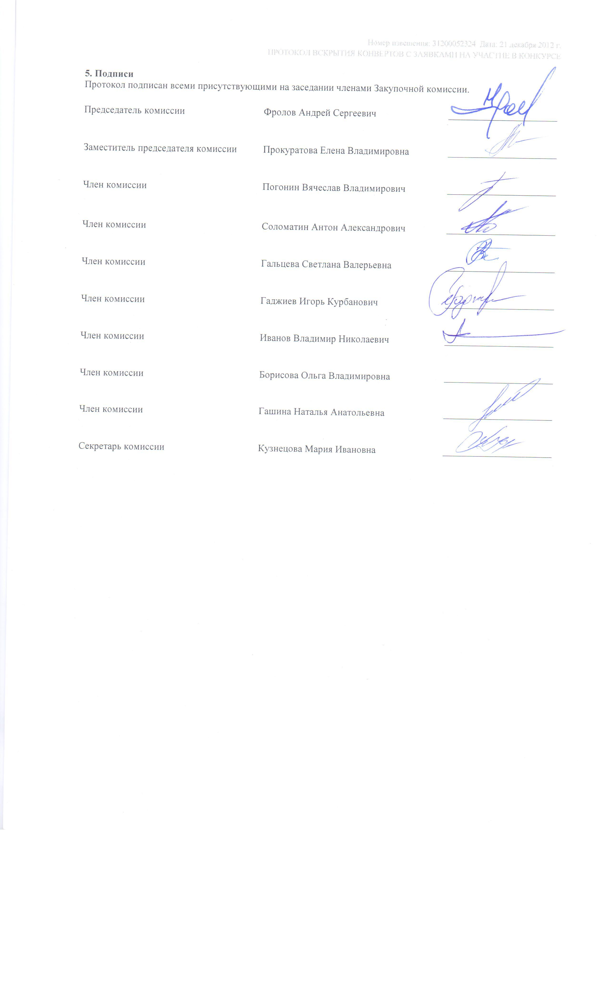 Номер извещения: 31200052324 Дата: 21 декабря 2012 г.
ПРОТОКОЛ ВСКРЫТИЯ КОНВЕРТОВ С ЗАЯВКАМИ НА УЧАСТИЕ В КОНКУРСЕ
5. Подписи
Протокол подписан всеми присутствующими на заседании членами Закупочной комиссии.
Председатель комиссии Фролов Андрей Сергеевич
Заместитель председателя комиссии Прокуратова Елена Владимировна
Член комиссии Погонин Вячеслав Владимирович
Член комиссии Соломатин Антон Александрович
Член комиссии Гальцева Светлана Валерьевна
Член комиссии Гаджиев Игорь Курбанович
Член комиссии Иванов Владимир Николаевич
Член комиссии Борисова Ольга Владимировна
Член комиссии Гашина Наталья Анатольевна
Секретарь комиссии Кузнецова Мария Ивановна